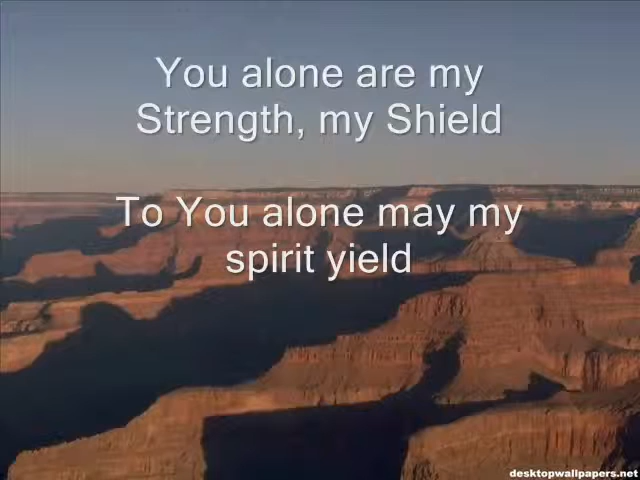 You alone are my
Strength, my Shield
To You alone may my
spirit yield
desktopwallpapers.net